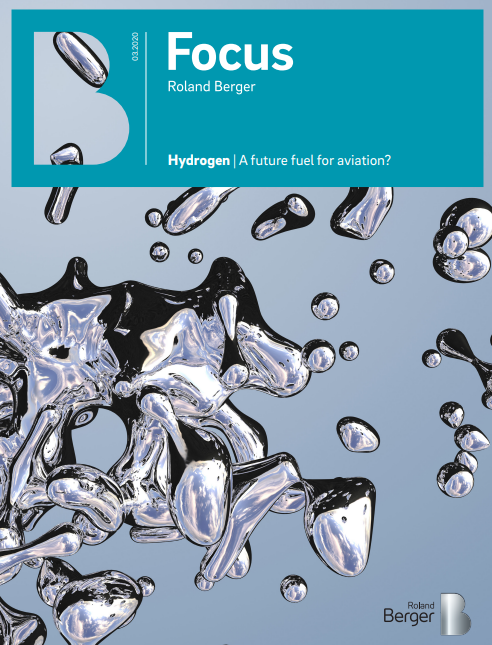 03.2020
Focus
Roland Berger
Hydrogen | A future fuel for aviation?
Roland
Berger